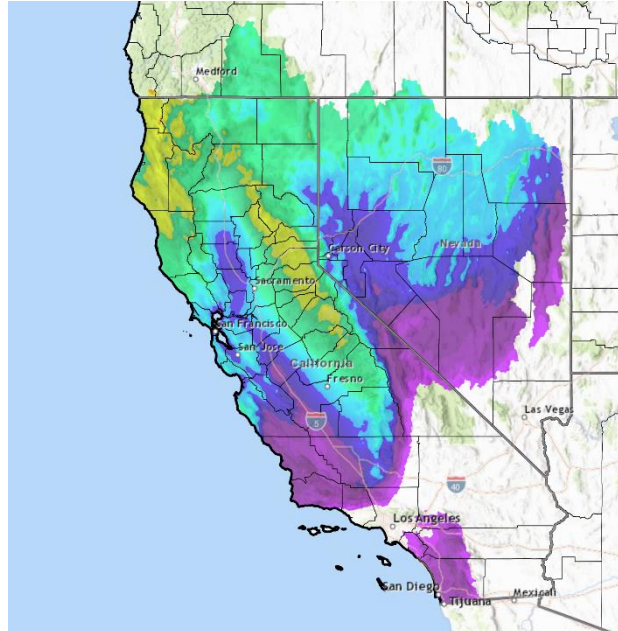 Medford
80
Carson City
Nevada
Sacramento
San Francisco
San Jose
California
Fresno
Las Vegas
5
40
Los Angeles
San Diego
Mexicali
Tijuana